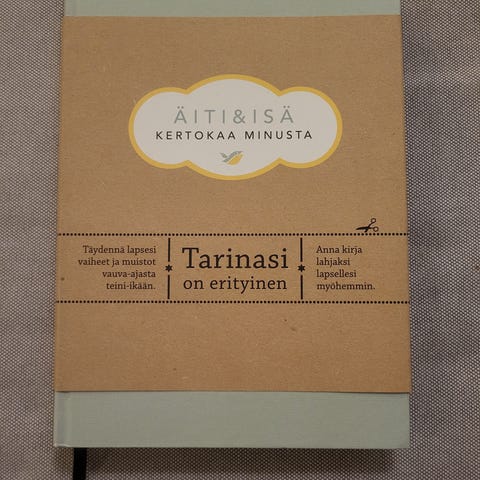 ÄITI&ISÄ
KERTOKAA MINUSTA
Täydennä lapsesi
vaiheet ja muistot
vauva-ajasta
teini-ikään.
Tarinasi
on erityinen
Anna kirja
lahjaksi
lapsellesi
myöhemmin.